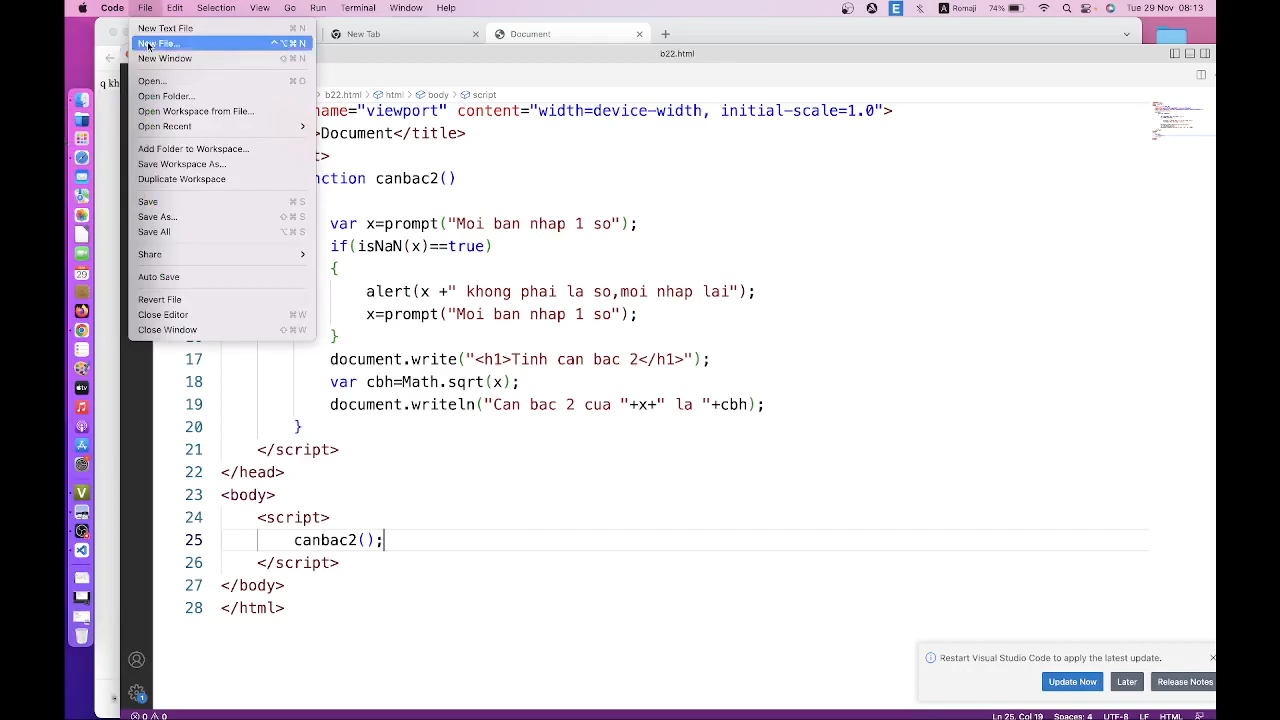 Code File Edit Selection View Go Run Terminal Window Help E A Romaji 74% Tue 29 Nov 08:13
New Text File ⌘ N
New File... ^⌥⌘ N
New Window ⇧⌘ N
Open... ⌘ O
Open Folder...
Open Workspace from File...
Open Recent
Add Folder to Workspace...
Save Workspace As...
Duplicate Workspace
Save ⌘ S
Save As... ⇧⌘ S
Save All ⌥⌘ S
Share
Auto Save
Revert File
Close Editor ⌘ W
Close Window ⇧⌘ W
New Tab
Document
q kh
b22.html
b22.html > html > body > script
name="viewport" content="width=device-width, initial-scale=1.0">
>Document</title>
t>
nction canbac2()
var x=prompt("Moi ban nhap 1 so");
if(isNaN(x)==true)
{
alert(x +" khong phai la so,moi nhap lai");
x=prompt("Moi ban nhap 1 so");
}
17 document.write("<h1>Tinh can bac 2</h1>");
18 var cbh=Math.sqrt(x);
19 document.writeln("Can bac 2 cua "+x+" la "+cbh);
20 }
21 </script>
22 </head>
23 <body>
24 <script>
25 canbac2();
26 </script>
27 </body>
28 </html>
Restart Visual Studio Code to apply the latest update.
Update Now Later Release Notes
0 0 Ln 25, Col 19 Spaces: 4 UTF-8 LF HTML